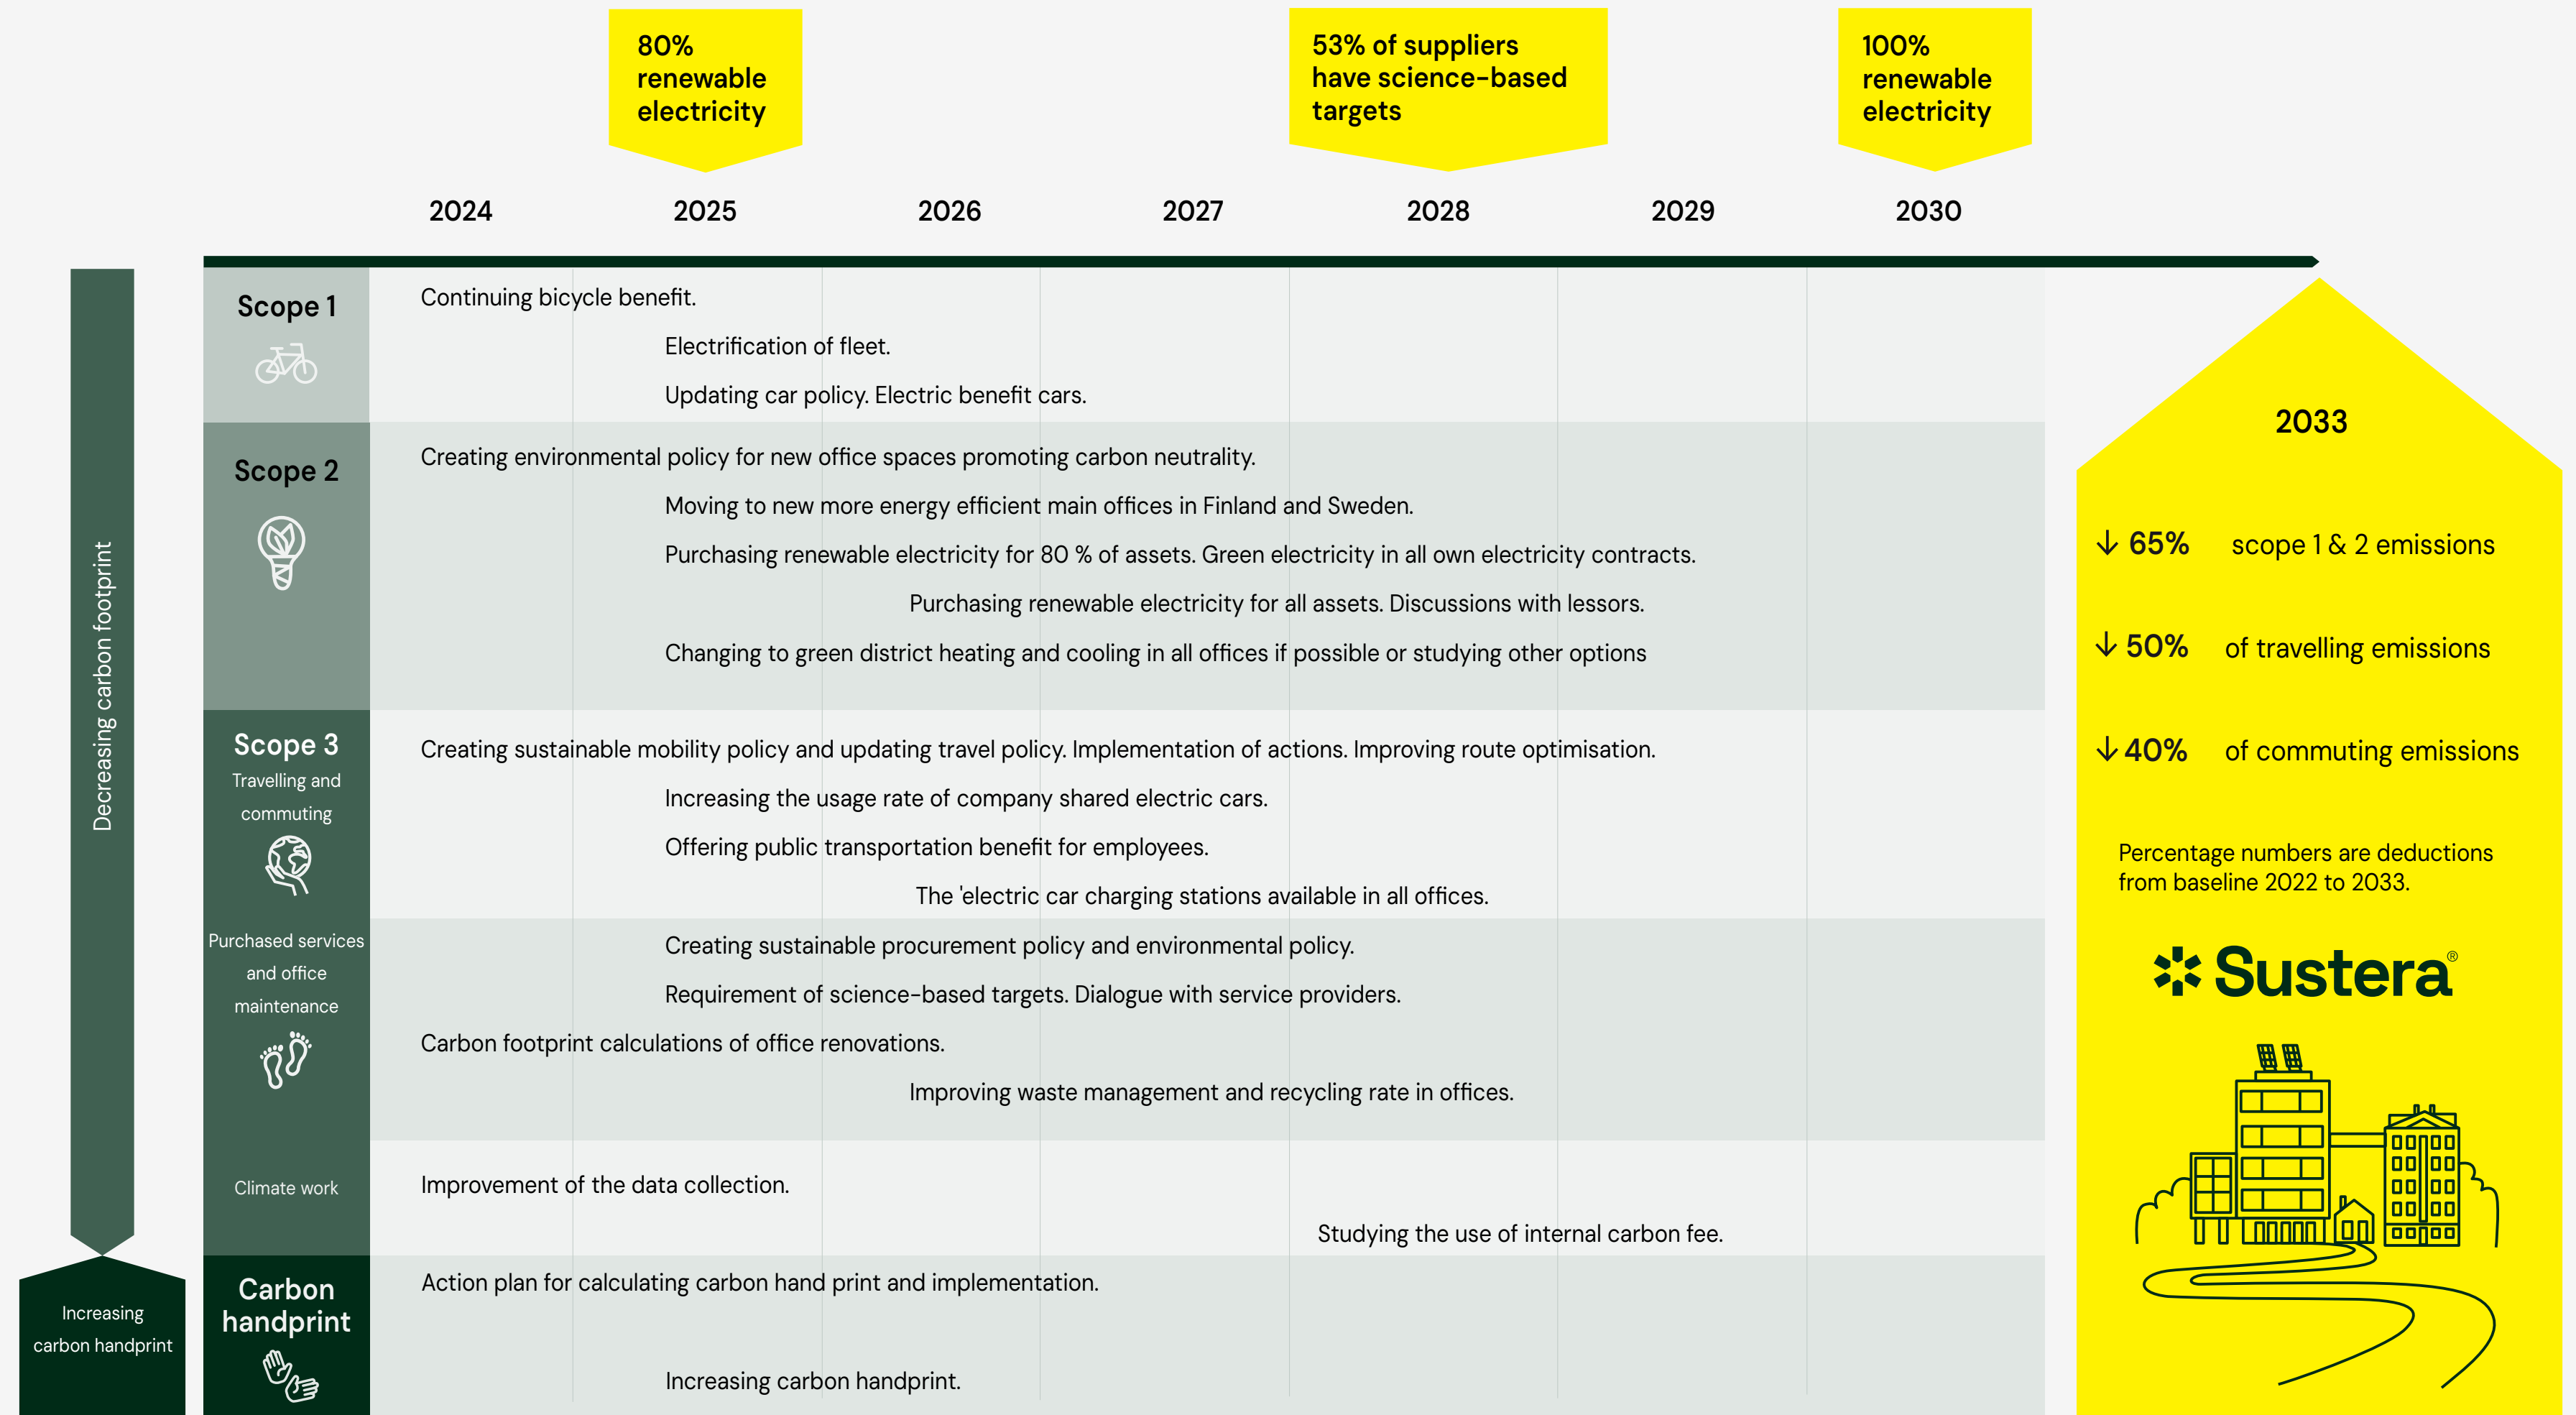 80%
renewable
electricity
53% of suppliers
have science-based
targets
100%
renewable
electricity
2024
2025
2026
2027
2028
2029
2030
Decreasing carbon footprint
Increasing
carbon handprint
Scope 1
Continuing bicycle benefit.
Electrification of fleet.
Updating car policy. Electric benefit cars.
Scope 2
Creating environmental policy for new office spaces promoting carbon neutrality.
Moving to new more energy efficient main offices in Finland and Sweden.
Purchasing renewable electricity for 80 % of assets. Green electricity in all own electricity contracts.
Purchasing renewable electricity for all assets. Discussions with lessors.
Changing to green district heating and cooling in all offices if possible or studying other options
Scope 3
Travelling and
commuting
Creating sustainable mobility policy and updating travel policy. Implementation of actions. Improving route optimisation.
Increasing the usage rate of company shared electric cars.
Offering public transportation benefit for employees.
The 'electric car charging stations available in all offices.
Purchased services
and office
maintenance
Creating sustainable procurement policy and environmental policy.
Requirement of science-based targets. Dialogue with service providers.
Carbon footprint calculations of office renovations.
Improving waste management and recycling rate in offices.
Climate work
Improvement of the data collection.
Studying the use of internal carbon fee.
Carbon
handprint
Action plan for calculating carbon hand print and implementation.
Increasing carbon handprint.
2033
↓ 65% scope 1 & 2 emissions
↓ 50% of travelling emissions
↓ 40% of commuting emissions
Percentage numbers are deductions
from baseline 2022 to 2033.
Sustera®